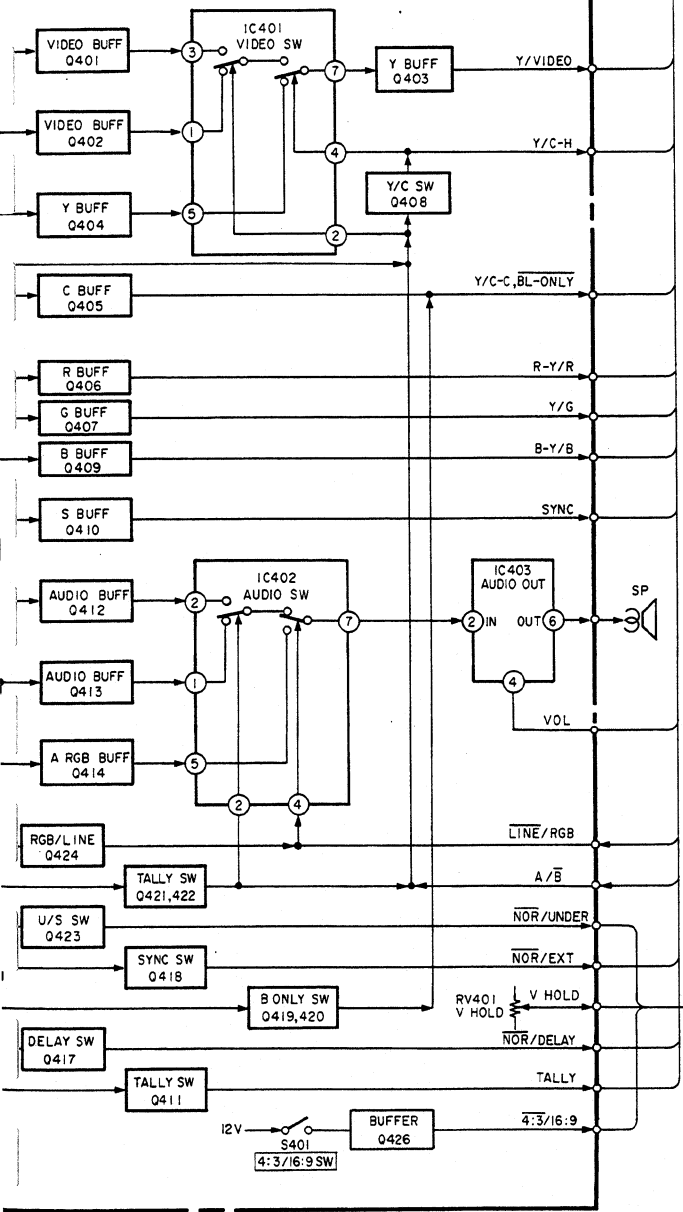 IC401
VIDEO SW
VIDEO BUFF
Q401
3
7
Y BUFF
Q403
Y/VIDEO
VIDEO BUFF
Q402
1
4
Y/C-H
Y/C SW
Q408
Y BUFF
Q404
5
2
C BUFF
Q405
Y/C-C,BL-ONLY
R BUFF
Q406
R-Y/R
G BUFF
Q407
Y/G
B BUFF
Q409
B-Y/B
S BUFF
Q410
SYNC
IC402
AUDIO SW
IC403
AUDIO OUT
SP
AUDIO BUFF
Q412
2
7
2
IN
OUT
6
AUDIO BUFF
Q413
1
4
VOL
A RGB BUFF
Q414
5
2
4
RGB/LINE
Q424
LINE/RGB
TALLY SW
Q421,422
A/B
U/S SW
Q423
NOR/UNDER
SYNC SW
Q418
NOR/EXT
B ONLY SW
Q419,420
RV401
V HOLD
V HOLD
DELAY SW
Q417
NOR/DELAY
TALLY SW
Q411
TALLY
12V
S401
4:3/16:9 SW
BUFFER
Q426
4:3/16:9